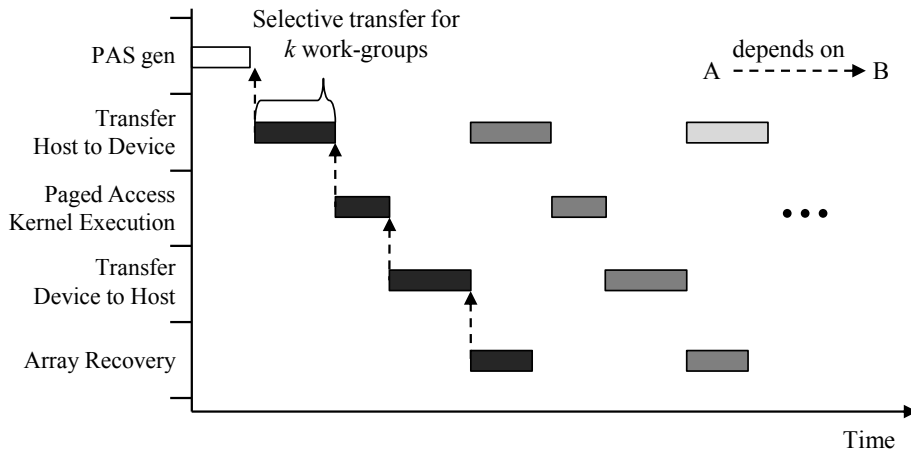 Selective transfer for
k work-groups
PAS gen
depends on
A
B
Transfer
Host to Device
Paged Access
Kernel Execution
Transfer
Device to Host
Array Recovery
Time